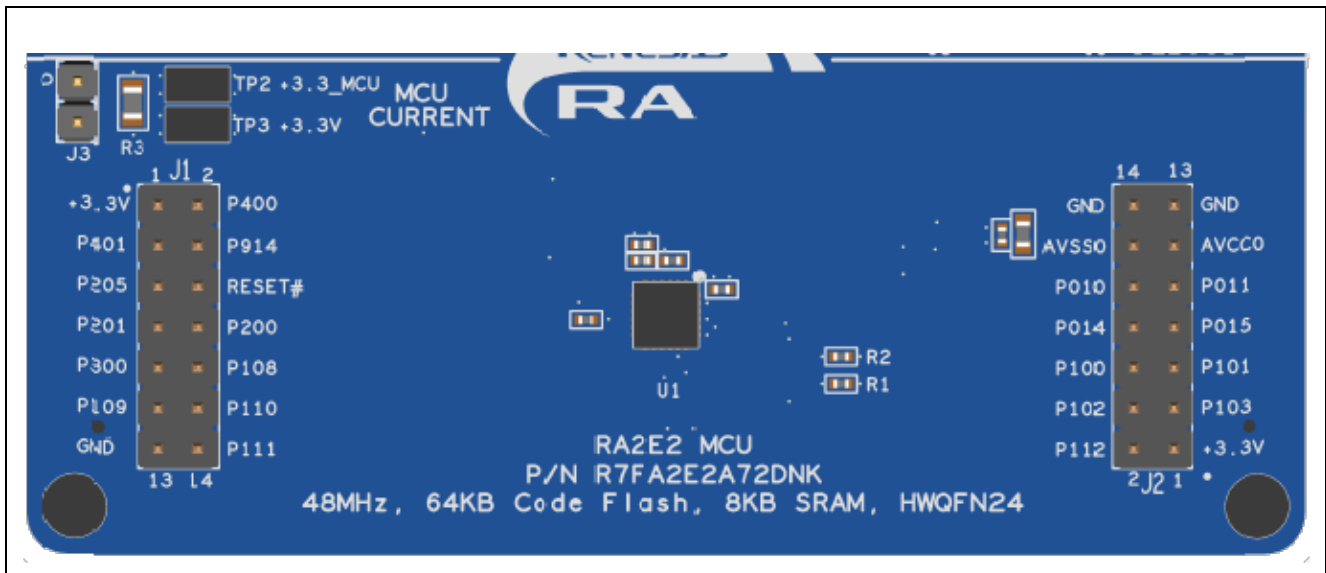 TP2 +3.3_MCU
MCU
CURRENT
TP3 +3.3V
RA
J3
R3
1 J1 2
+3.3V P400
P401 P914
P205 RESET#
P201 P200
P300 P108
P109 P110
GND P111
13 14
U1
R2
R1
14 13
GND GND
AVSS0 AVCC0
P010 P011
P014 P015
P100 P101
P102 P103
P112 +3.3V
2 J2 1
RA2E2 MCU
P/N R7FA2E2A72DNK
48MHz, 64KB Code Flash, 8KB SRAM, HWQFN24